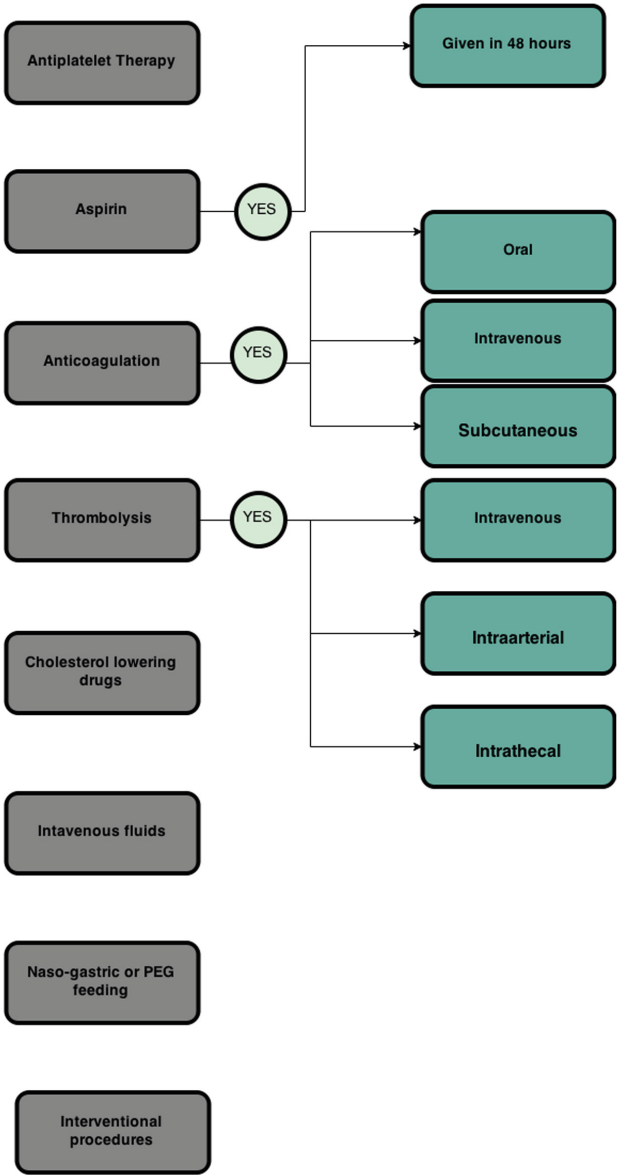 Antiplatelet Therapy
Given in 48 hours
Aspirin
YES
Oral
Anticoagulation
YES
Intravenous
Subcutaneous
Thrombolysis
YES
Intravenous
Intraarterial
Intrathecal
Cholesterol lowering
drugs
Intavenous fluids
Naso-gastric or PEG
feeding
Interventional
procedures